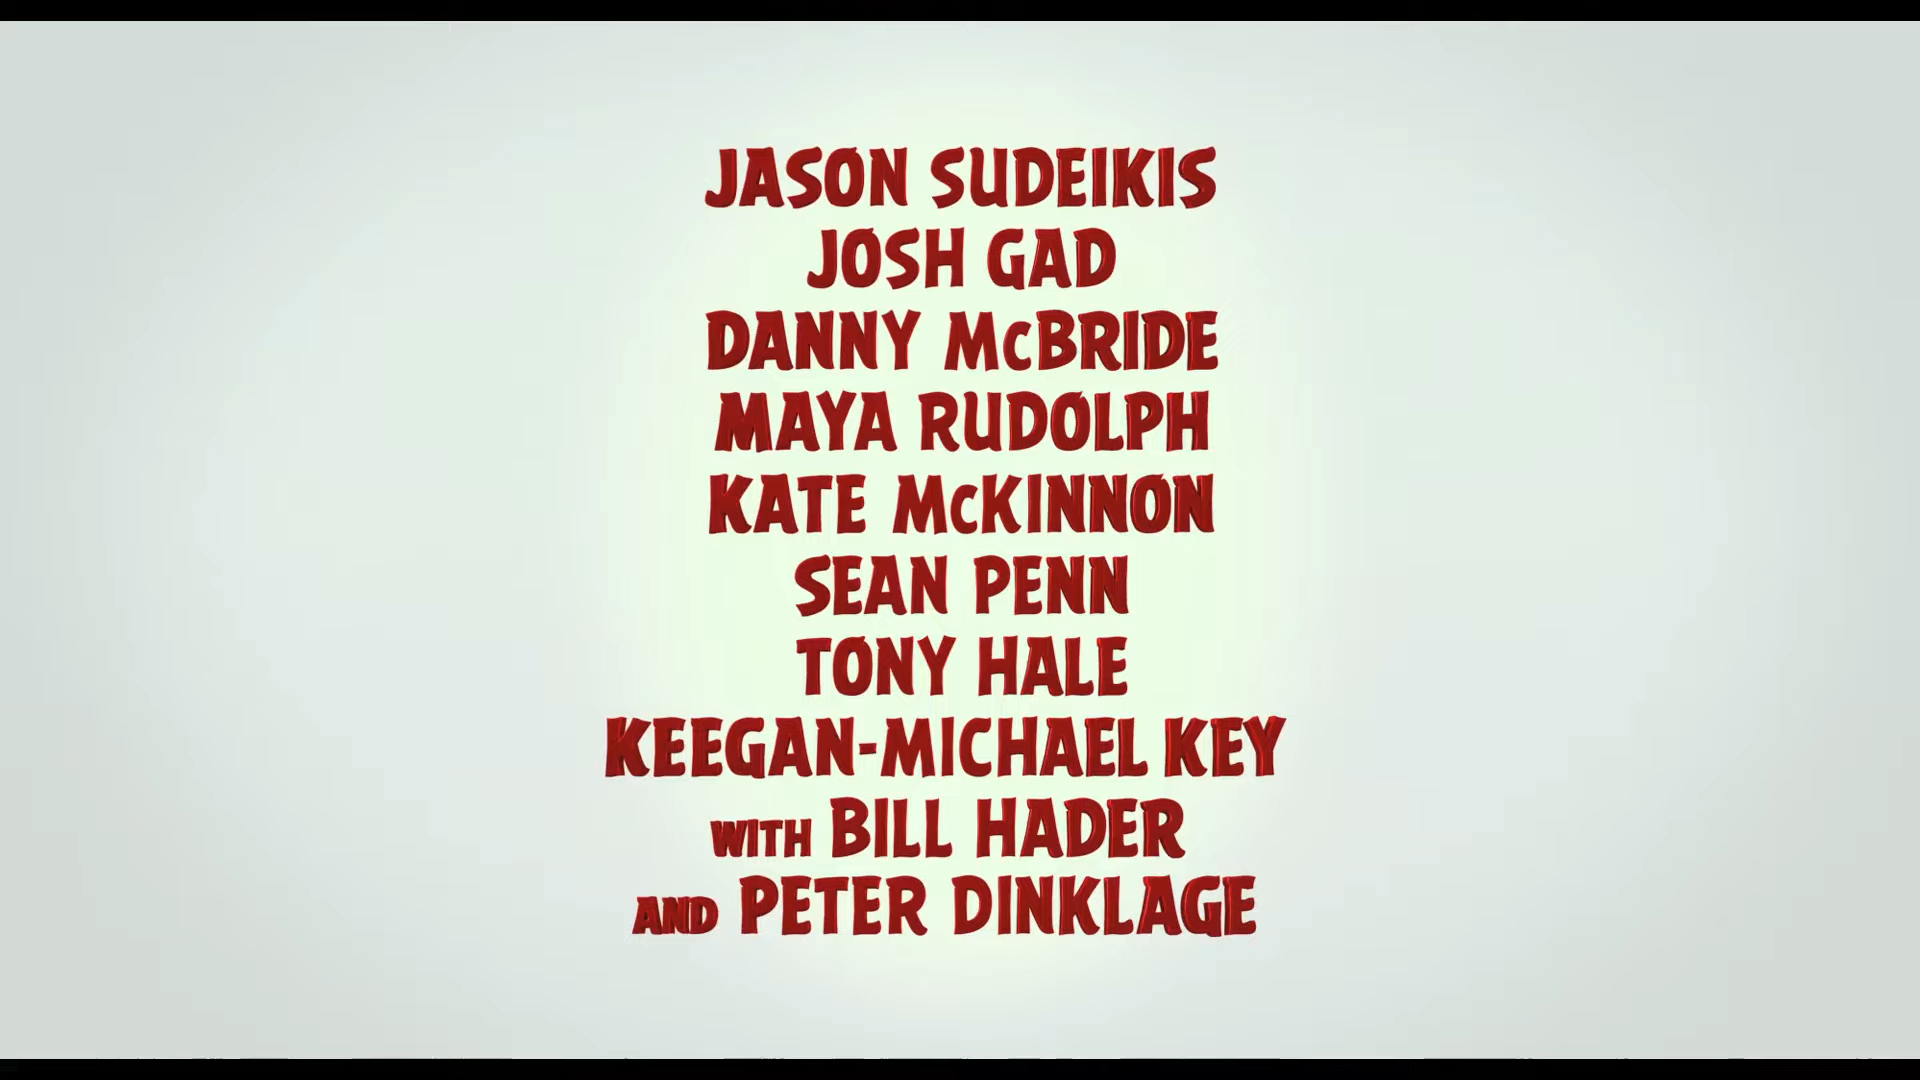 JASON SUDEIKIS
JOSH GAD
DANNY McBRIDE
MAYA RUDOLPH
KATE McKINNON
SEAN PENN
TONY HALE
KEEGAN-MICHAEL KEY
WITH BILL HADER
AND PETER DINKLAGE